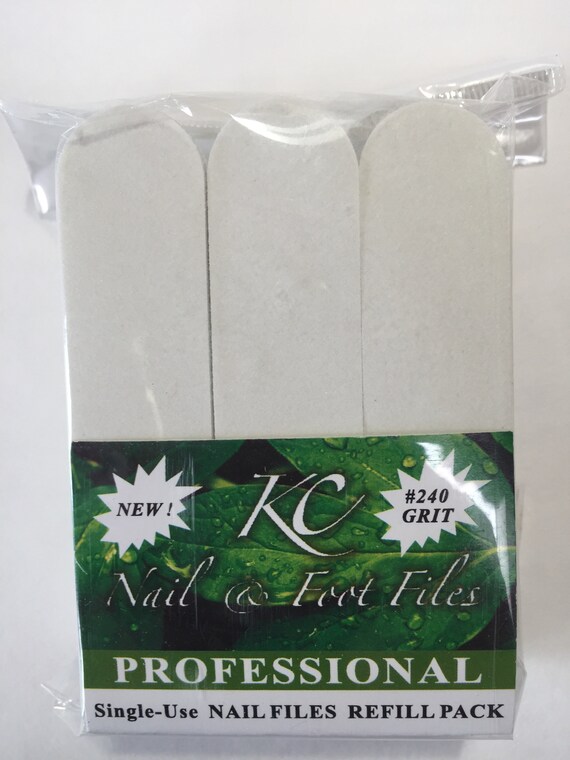 NEW!
KC
#240
GRIT
Nail & Foot Files
PROFESSIONAL
Single-Use NAIL FILES REFILL PACK